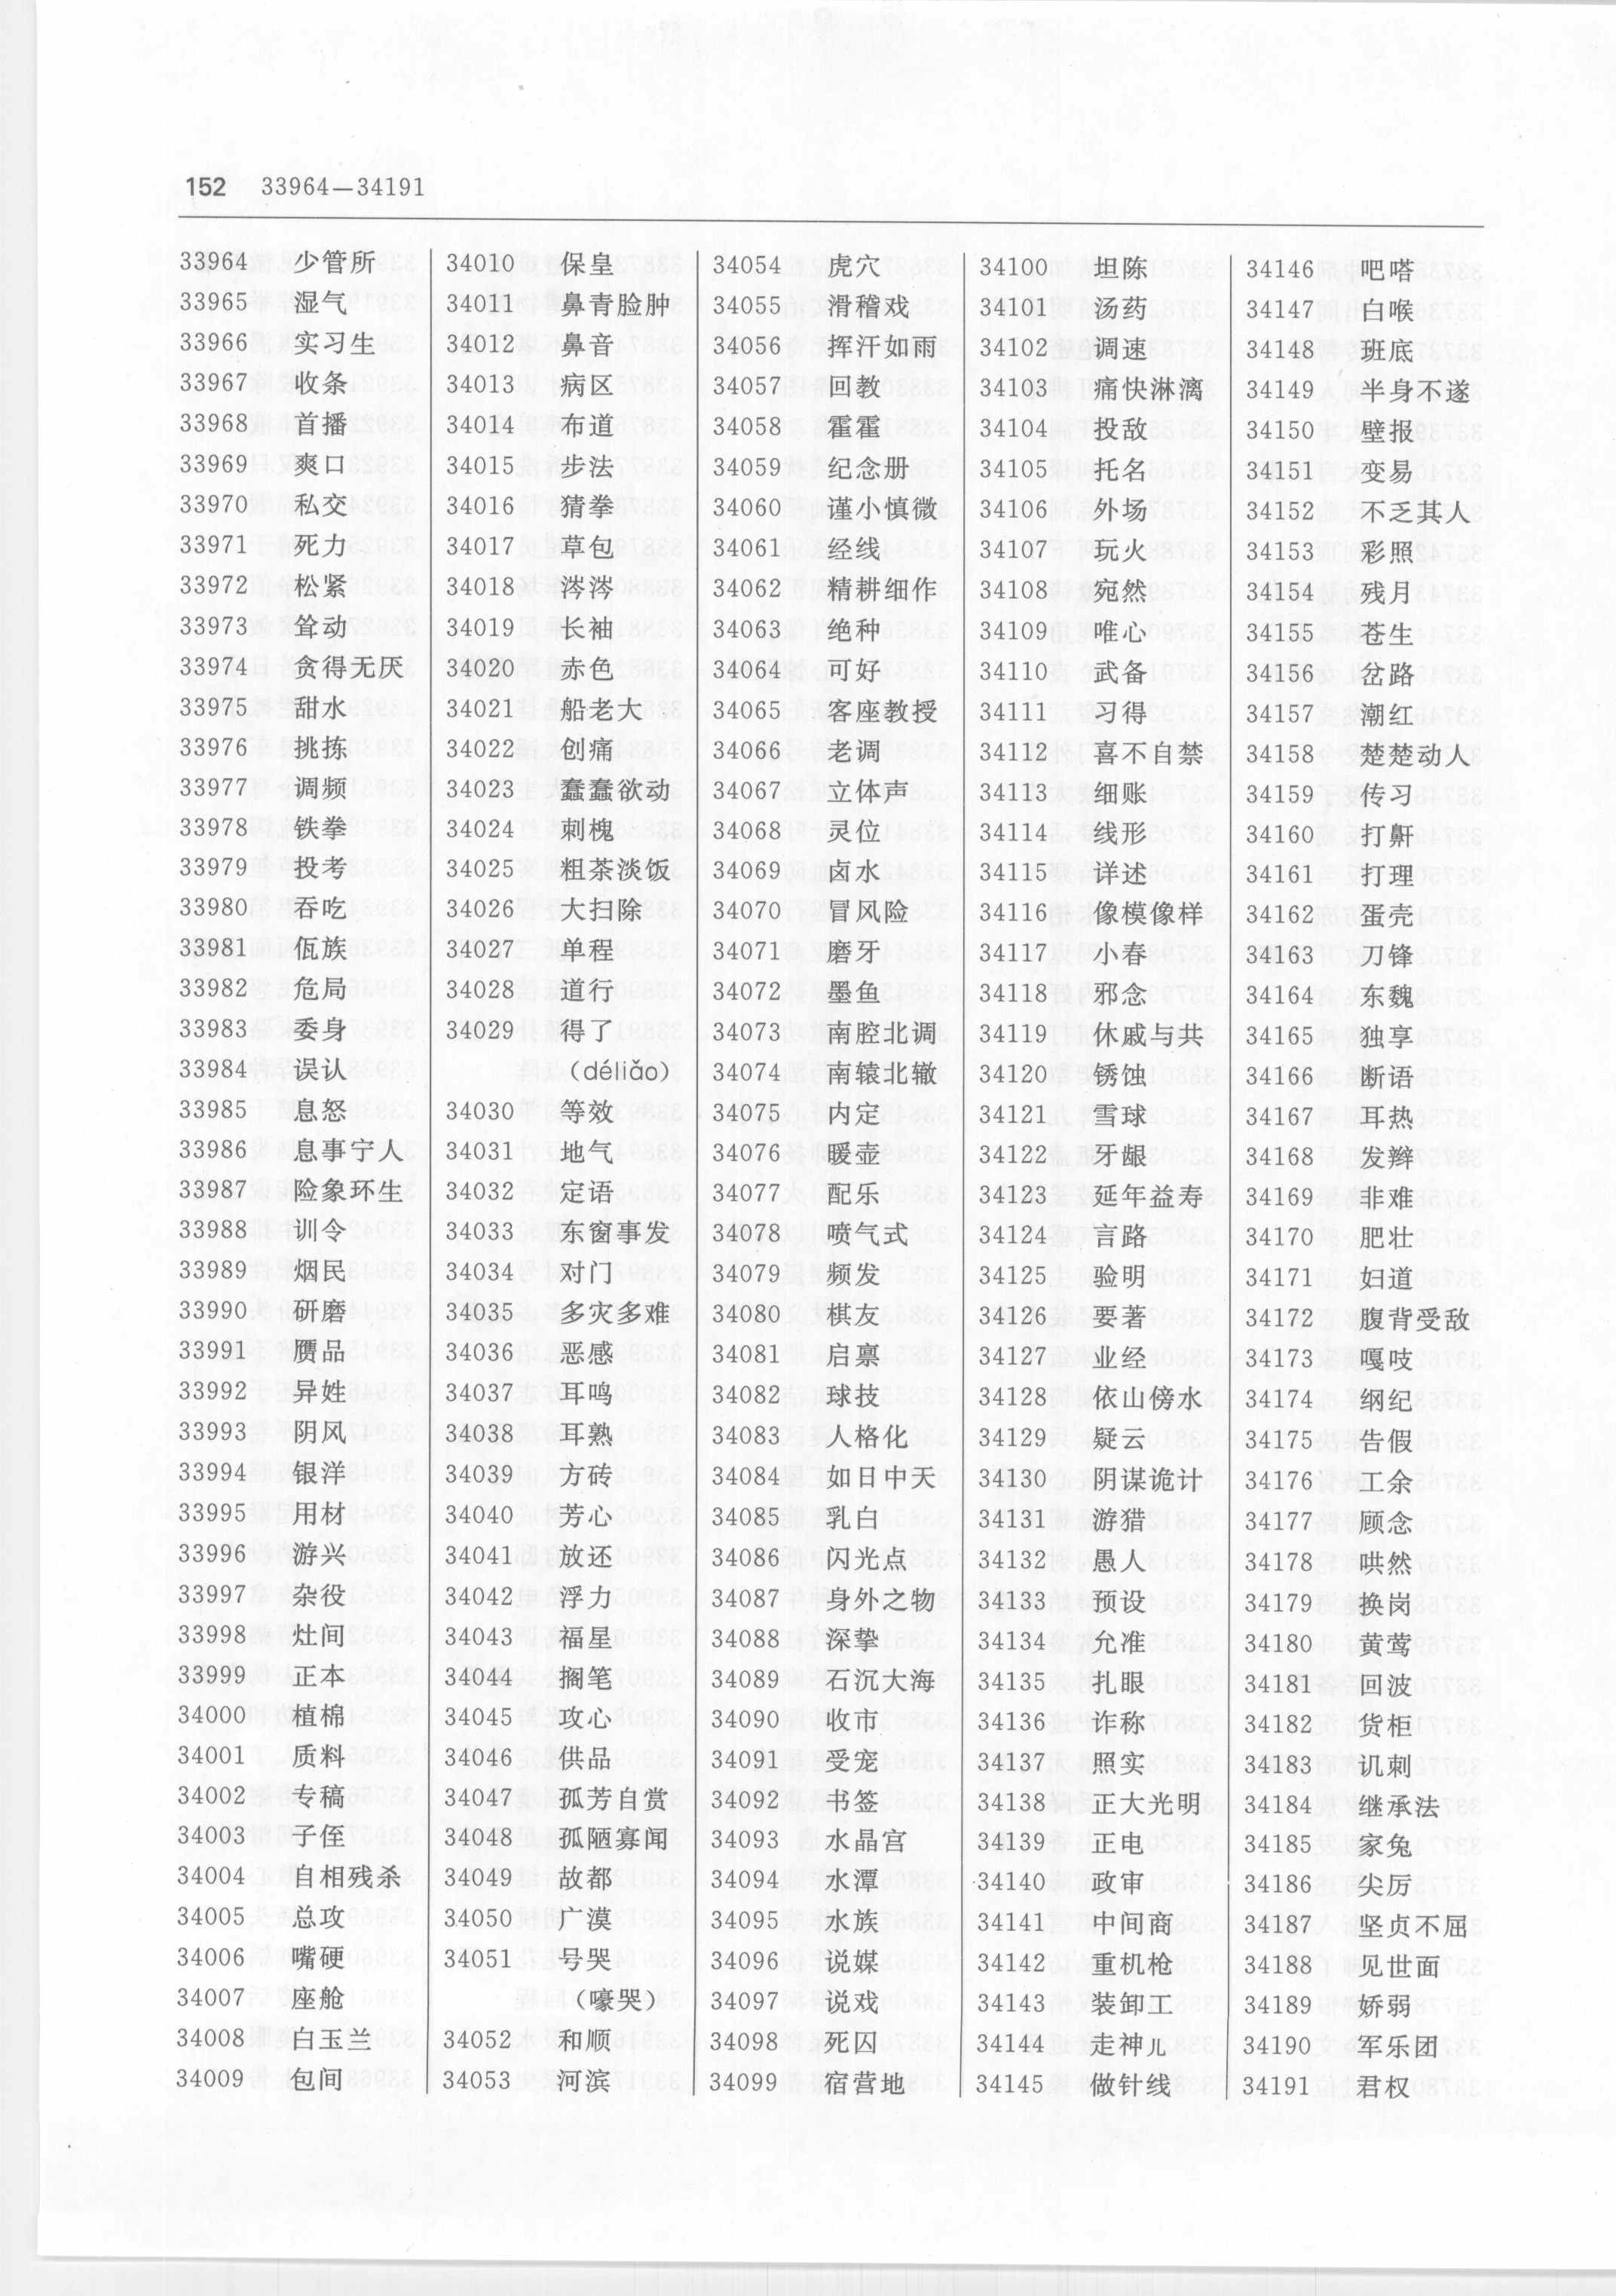 152 33964—34191
33964 少管所
33965 湿气
33966 实习生
33967 收条
33968 首播
33969 爽口
33970 私交
33971 死力
33972 松紧
33973 耸动
33974 贪得无厌
33975 甜水
33976 挑拣
33977 调频
33978 铁拳
33979 投考
33980 吞吃
33981 佤族
33982 危局
33983 委身
33984 误认
33985 息怒
33986 息事宁人
33987 险象环生
33988 训令
33989 烟民
33990 研磨
33991 赝品
33992 异姓
33993 阴风
33994 银洋
33995 用材
33996 游兴
33997 杂役
33998 灶间
33999 正本
34000 植棉
34001 质料
34002 专稿
34003 子侄
34004 自相残杀
34005 总攻
34006 嘴硬
34007 座舱
34008 白玉兰
34009 包间
34010 保皇
34011 鼻青脸肿
34012 鼻音
34013 病区
34014 布道
34015 步法
34016 猜拳
34017 草包
34018 涔涔
34019 长袖
34020 赤色
34021 船老大
34022 创痛
34023 蠢蠢欲动
34024 刺槐
34025 粗茶淡饭
34026 大扫除
34027 单程
34028 道行
34029 得了
(déliǎo)
34030 等效
34031 地气
34032 定语
34033 东窗事发
34034 对门
34035 多灾多难
34036 恶感
34037 耳鸣
34038 耳熟
34039 方砖
34040 芳心
34041 放还
34042 浮力
34043 福星
34044 搁笔
34045 攻心
34046 供品
34047 孤芳自赏
34048 孤陋寡闻
34049 故都
34050 广漠
34051 号哭
(嚎哭)
34052 和顺
34053 河滨
34054 虎穴
34055 滑稽戏
34056 挥汗如雨
34057 回教
34058 霍霍
34059 纪念册
34060 谨小慎微
34061 经线
34062 精耕细作
34063 绝种
34064 可好
34065 客座教授
34066 老调
34067 立体声
34068 灵位
34069 卤水
34070 冒风险
34071 磨牙
34072 墨鱼
34073 南腔北调
34074 南辕北辙
34075 内定
34076 暖壶
34077 配乐
34078 喷气式
34079 频发
34080 棋友
34081 启禀
34082 球技
34083 人格化
34084 如日中天
34085 乳白
34086 闪光点
34087 身外之物
34088 深挚
34089 石沉大海
34090 收市
34091 受宠
34092 书签
34093 水晶宫
34094 水潭
34095 水族
34096 说媒
34097 说戏
34098 死囚
34099 宿营地
34100 坦陈
34101 汤药
34102 调速
34103 痛快淋漓
34104 投敌
34105 托名
34106 外场
34107 玩火
34108 宛然
34109 唯心
34110 武备
34111 习得
34112 喜不自禁
34113 细账
34114 线形
34115 详述
34116 像模像样
34117 小春
34118 邪念
34119 休戚与共
34120 锈蚀
34121 雪球
34122 牙龈
34123 延年益寿
34124 言路
34125 验明
34126 要著
34127 业经
34128 依山傍水
34129 疑云
34130 阴谋诡计
34131 游猎
34132 愚人
34133 预设
34134 允准
34135 扎眼
34136 诈称
34137 照实
34138 正大光明
34139 正电
34140 政审
34141 中间商
34142 重机枪
34143 装卸工
34144 走神儿
34145 做针线
34146 吧嗒
34147 白喉
34148 班底
34149 半身不遂
34150 壁报
34151 变易
34152 不乏其人
34153 彩照
34154 残月
34155 苍生
34156 岔路
34157 潮红
34158 楚楚动人
34159 传习
34160 打鼾
34161 打理
34162 蛋壳
34163 刀锋
34164 东魏
34165 独享
34166 断语
34167 耳热
34168 发辫
34169 非难
34170 肥壮
34171 妇道
34172 腹背受敌
34173 嘎吱
34174 纲纪
34175 告假
34176 工余
34177 顾念
34178 哄然
34179 换岗
34180 黄莺
34181 回波
34182 货柜
34183 讥刺
34184 继承法
34185 家兔
34186 尖厉
34187 坚贞不屈
34188 见世面
34189 娇弱
34190 军乐团
34191 君权